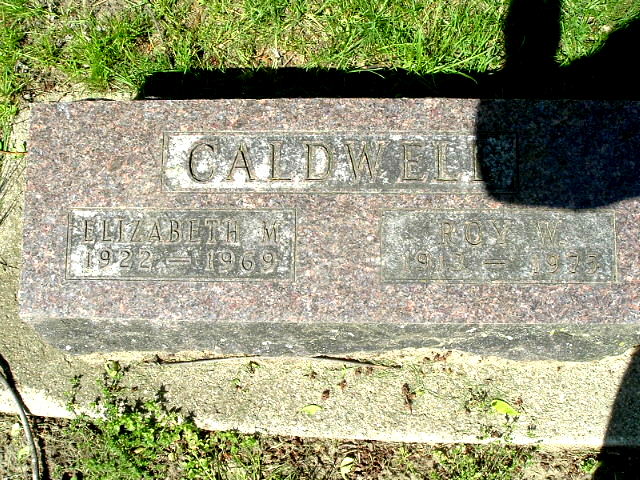 CALDWELL
ELIZABETH M
1922 — 1969
ROY W